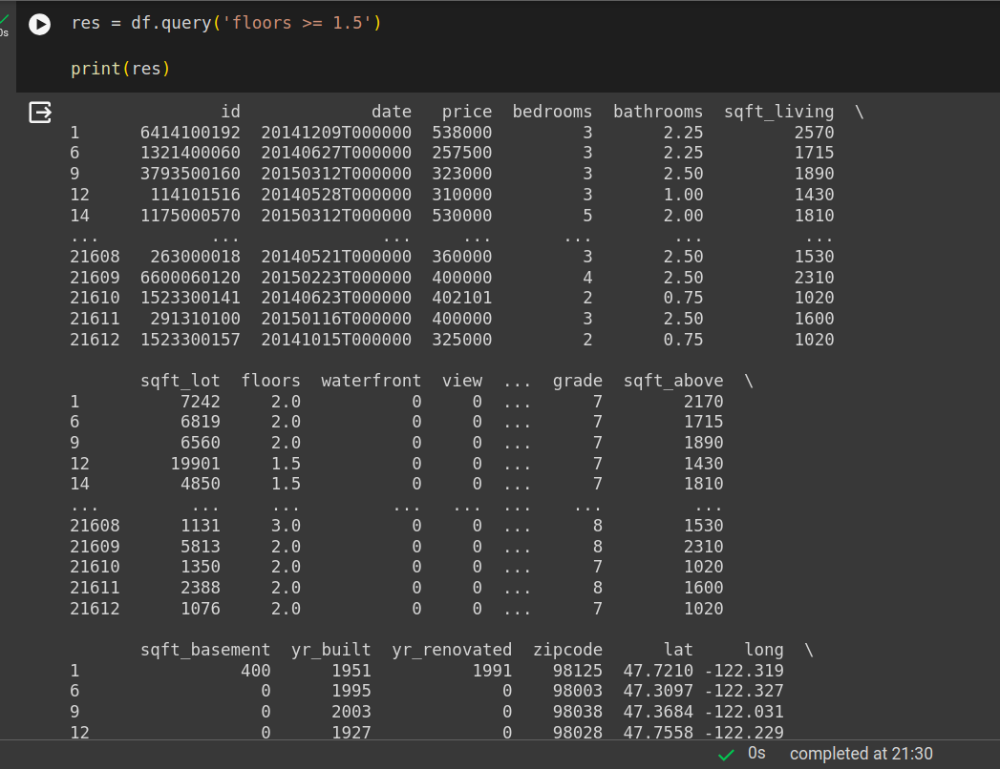 res = df.query('floors >= 1.5')
0s
print(res)
id date price bedrooms bathrooms sqft_living \
1 6414100192 20141209T000000 538000 3 2.25 2570
6 1321400060 20140627T000000 257500 3 2.25 1715
9 3793500160 20150312T000000 323000 3 2.50 1890
12 114101516 20140528T000000 310000 3 1.00 1430
14 1175000570 20150312T000000 530000 5 2.00 1810
... ... ... ... ... ... ...
21608 263000018 20140521T000000 360000 3 2.50 1530
21609 6600060120 20150223T000000 400000 4 2.50 2310
21610 1523300141 20140623T000000 402101 2 0.75 1020
21611 291310100 20150116T000000 400000 3 2.50 1600
21612 1523300157 20141015T000000 325000 2 0.75 1020
sqft_lot floors waterfront view ... grade sqft_above \
1 7242 2.0 0 0 ... 7 2170
6 6819 2.0 0 0 ... 7 1715
9 6560 2.0 0 0 ... 7 1890
12 19901 1.5 0 0 ... 7 1430
14 4850 1.5 0 0 ... 7 1810
... ... ... ... ... ... ... ...
21608 1131 3.0 0 0 ... 8 1530
21609 5813 2.0 0 0 ... 8 2310
21610 1350 2.0 0 0 ... 7 1020
21611 2388 2.0 0 0 ... 8 1600
21612 1076 2.0 0 0 ... 7 1020
sqft_basement yr_built yr_renovated zipcode lat long \
1 400 1951 1991 98125 47.7210 -122.319
6 0 1995 0 98003 47.3097 -122.327
9 0 2003 0 98038 47.3684 -122.031
12 0 1927 0 98028 47.7558 -122.229
0s completed at 21:30